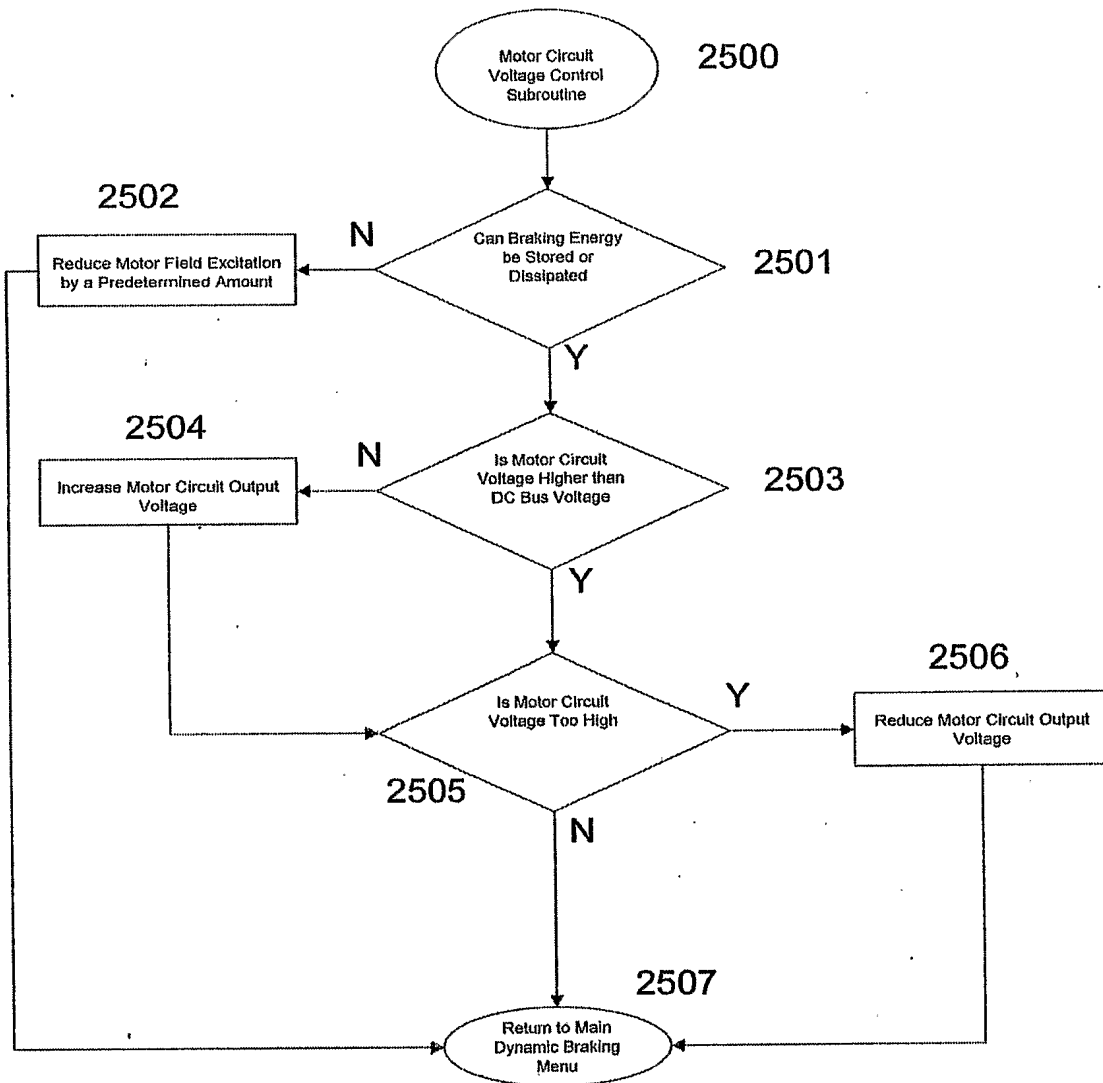 Motor Circuit
Voltage Control
Subroutine
2500
Can Braking Energy
be Stored or
Dissipated
2501
N
2502
Reduce Motor Field Excitation
by a Predetermined Amount
Y
Is Motor Circuit
Voltage Higher than
DC Bus Voltage
2503
N
2504
Increase Motor Circuit Output
Voltage
Y
Is Motor Circuit
Voltage Too High
2505
Y
2506
Reduce Motor Circuit Output
Voltage
N
2507
Return to Main
Dynamic Braking
Menu